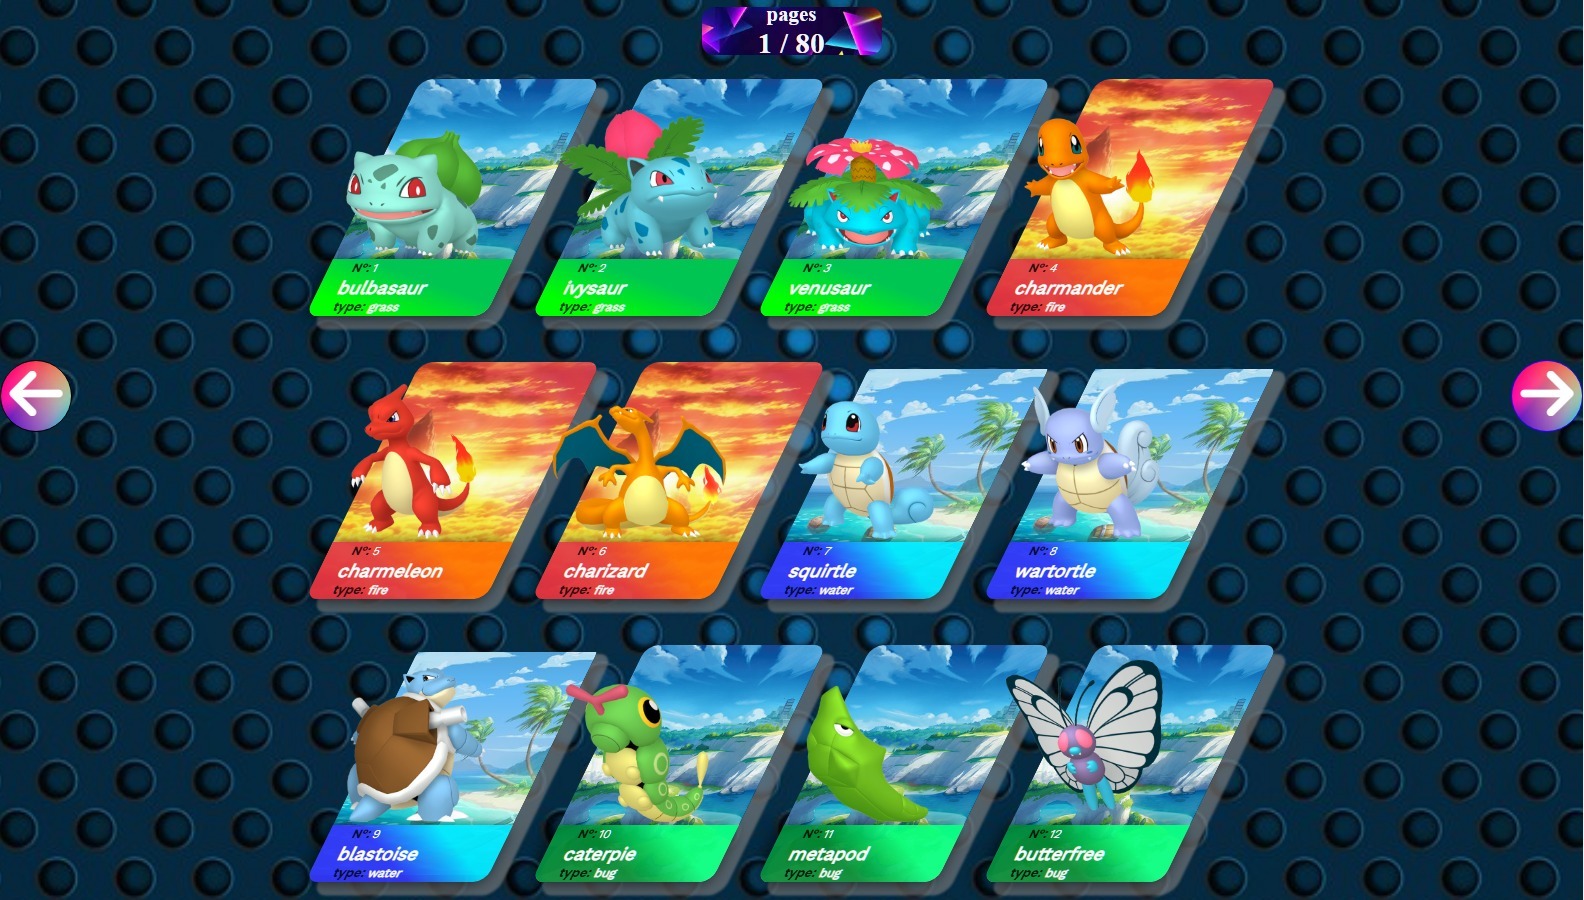 pages
1 / 80
Nº: 1
bulbasaur
type: grass
Nº: 2
ivysaur
type: grass
Nº: 3
venusaur
type: grass
Nº: 4
charmander
type: fire
Nº: 5
charmeleon
type: fire
Nº: 6
charizard
type: fire
Nº: 7
squirtle
type: water
Nº: 8
wartortle
type: water
Nº: 9
blastoise
type: water
Nº: 10
caterpie
type: bug
Nº: 11
metapod
type: bug
Nº: 12
butterfree
type: bug